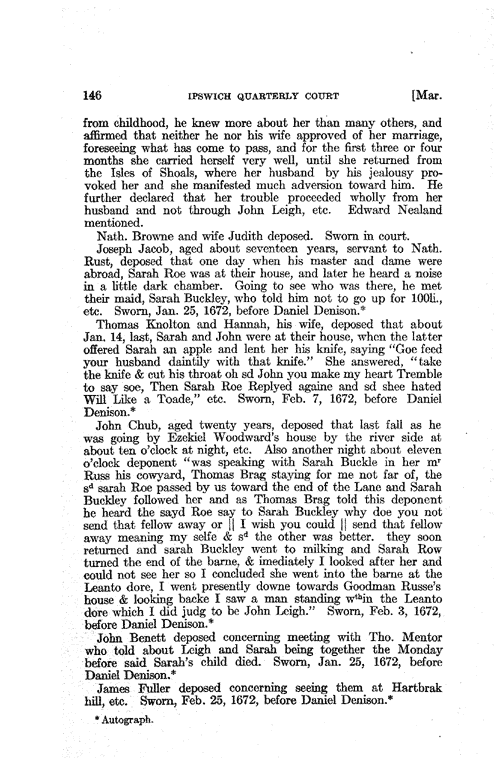 146 IPSWICH QUARTERLY COURT [Mar.
from childhood, he knew more about her than many others, and
affirmed that neither he nor his wife approved of her marriage,
foreseeing what has come to pass, and for the first three or four
months she carried herself very well, until she returned from
the Isles of Shoals, where her husband by his jealousy pro-
voked her and she manifested much adversion toward him. He
further declared that her trouble proceeded wholly from her
husband and not through John Leigh, etc. Edward Nealand
mentioned.
Nath. Browne and wife Judith deposed. Sworn in court.
Joseph Jacob, aged about seventeen years, servant to Nath.
Rust, deposed that one day when his master and dame were
abroad, Sarah Roe was at their house, and later he heard a noise
in a little dark chamber. Going to see who was there, he met
their maid, Sarah Buckley, who told him not to go up for 100li.,
etc. Sworn, Jan. 25, 1672, before Daniel Denison.*
Thomas Knolton and Hannah, his wife, deposed that about
Jan. 14, last, Sarah and John were at their house, when the latter
offered Sarah an apple and lent her his knife, saying "Goe feed
your husband daintily with that knife." She answered, "take
the knife & cut his throat oh sd John you make my heart Tremble
to say soe, Then Sarah Roe Replyed againe and sd shee hated
Will Like a Toade," etc. Sworn, Feb. 7, 1672, before Daniel
Denison.*
John Chub, aged twenty years, deposed that last fall as he
was going by Ezekiel Woodward's house by the river side at
about ten o'clock at night, etc. Also another night about eleven
o'clock deponent "was speaking with Sarah Buckle in her mʳ
Russ his cowyard, Thomas Brag staying for me not far of, the
sᵈ sarah Roe passed by us toward the end of the Lane and Sarah
Buckley followed her and as Thomas Brag told this deponent
he heard the sayd Roe say to Sarah Buckley why doe you not
send that fellow away or || I wish you could || send that fellow
away meaning my selfe & sᵈ the other was better. they soon
returned and sarah Buckley went to milking and Sarah Row
turned the end of the barne, & imediately I looked after her and
could not see her so I concluded she went into the barne at the
Leanto dore, I went presently downe towards Goodman Russe's
house & looking backe I saw a man standing wᵗʰin the Leanto
dore which I did judg to be John Leigh." Sworn, Feb. 3, 1672,
before Daniel Denison.*
John Benett deposed concerning meeting with Tho. Mentor
who told about Leigh and Sarah being together the Monday
before said Sarah's child died. Sworn, Jan. 25, 1672, before
Daniel Denison.*
James Fuller deposed concerning seeing them at Hartbrak
hill, etc. Sworn, Feb. 25, 1672, before Daniel Denison.*
* Autograph.